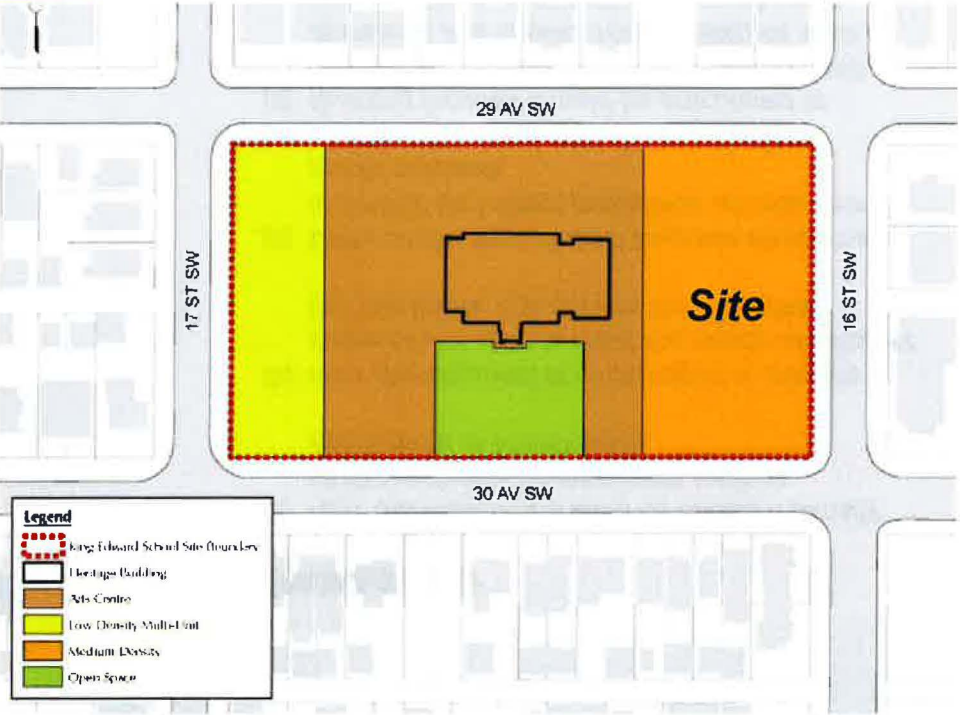 29 AV SW
17 ST SW
Site
16 ST SW
30 AV SW
Legend
King Edward School Site Boundary
Heritage Building
Arts Centre
Low Density Multi-Unit
Medium Density
Open Space